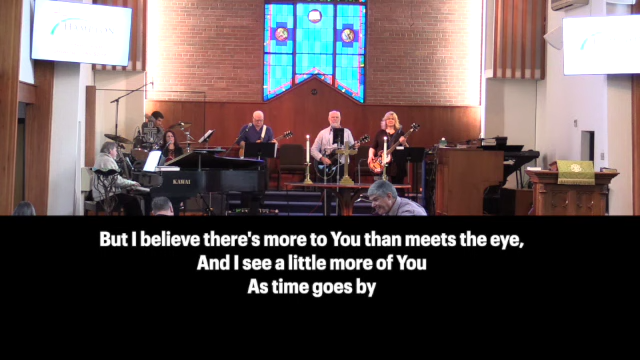 KAWAI
But I believe there's more to You than meets the eye,
And I see a little more of You
As time goes by